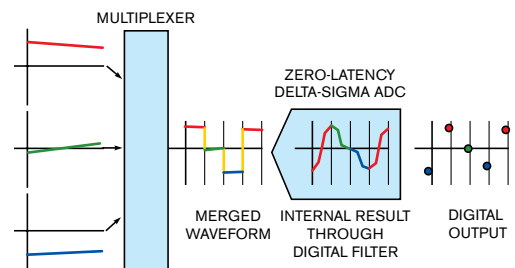 MULTIPLEXER
ZERO-LATENCY
DELTA-SIGMA ADC
MERGED
WAVEFORM
INTERNAL RESULT
THROUGH
DIGITAL FILTER
DIGITAL
OUTPUT